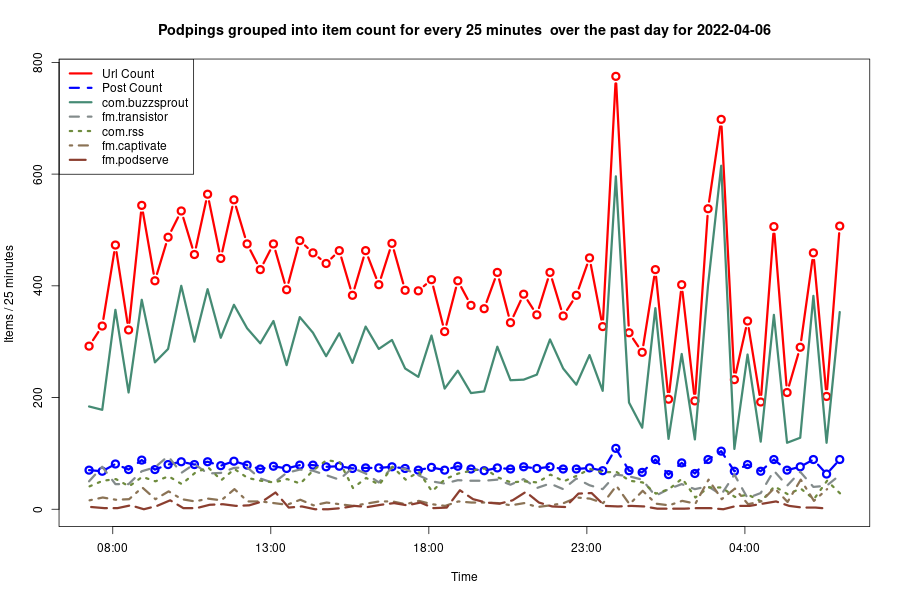 Podpings grouped into item count for every 25 minutes  over the past day for 2022-04-06
Url Count
Post Count
com.buzzsprout
fm.transistor
com.rss
fm.captivate
fm.podserve
800
600
400
200
0
Items / 25 minutes
08:00 13:00 18:00 23:00 04:00
Time